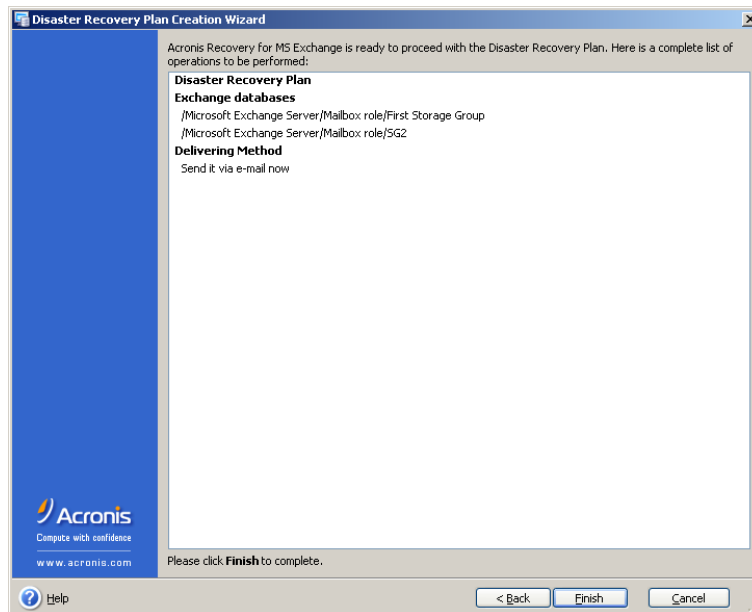 Disaster Recovery Plan Creation Wizard
Acronis Recovery for MS Exchange is ready to proceed with the Disaster Recovery Plan. Here is a complete list of
operations to be performed:
Disaster Recovery Plan
Exchange databases
/Microsoft Exchange Server/Mailbox role/First Storage Group
/Microsoft Exchange Server/Mailbox role/SG2
Delivering Method
Send it via e-mail now
Acronis
Compute with confidence
www.acronis.com
Please click Finish to complete.
Help
< Back
Finish
Cancel